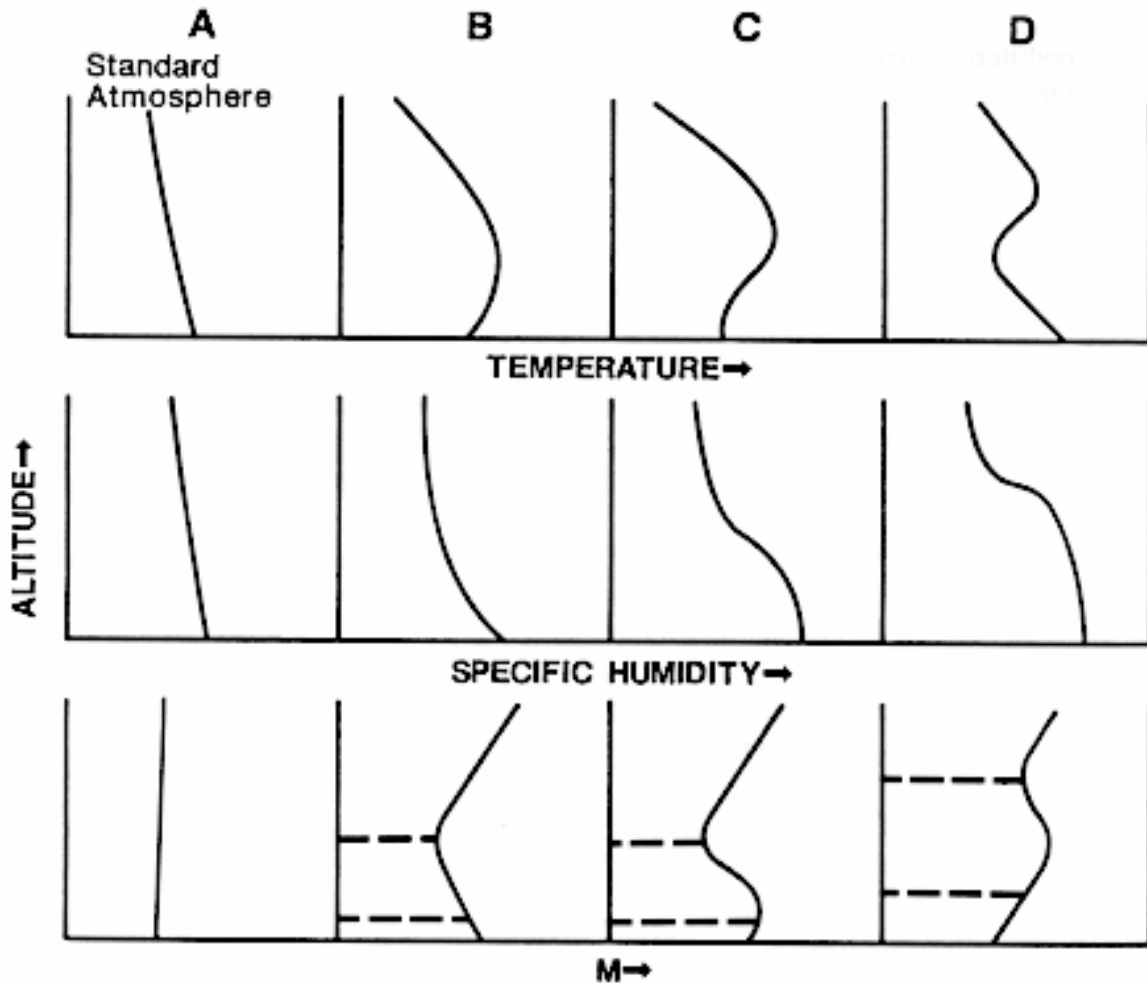 A B C D
Standard
Atmosphere
TEMPERATURE→
ALTITUDE→
SPECIFIC HUMIDITY→
M→